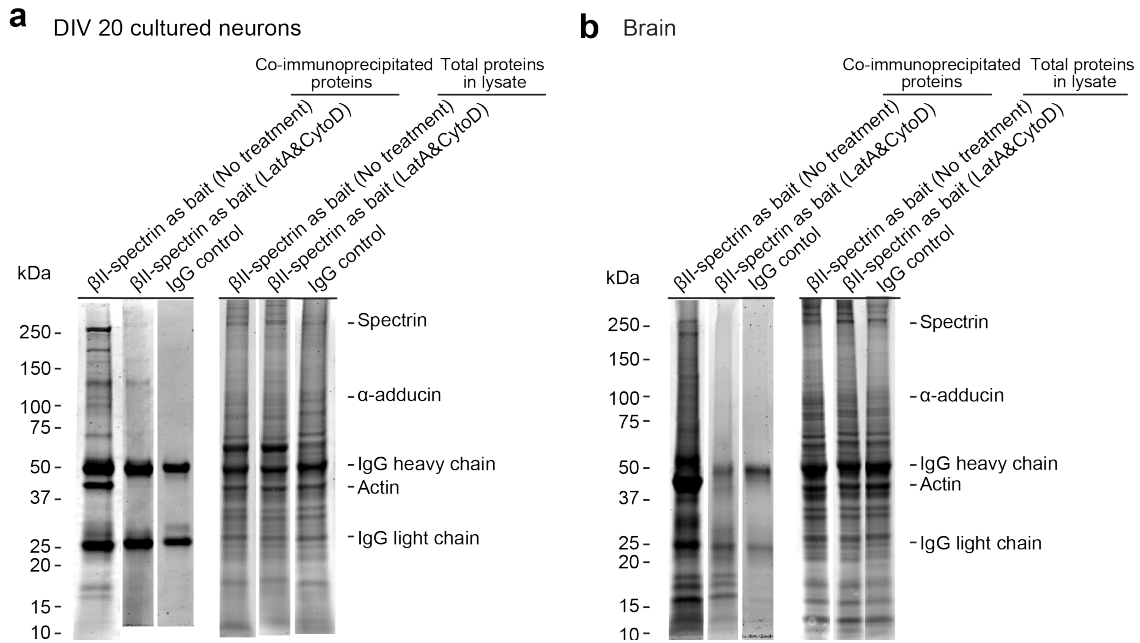 a DIV 20 cultured neurons
Co-immunoprecipitated proteins
Total proteins in lysate
βII-spectrin as bait (No treatment)
βII-spectrin as bait (LatA&CytoD)
IgG control
βII-spectrin as bait (No treatment)
βII-spectrin as bait (LatA&CytoD)
IgG control
kDa
250
150
100
75
50
37
25
20
15
10
Spectrin
α-adducin
IgG heavy chain
Actin
IgG light chain
b Brain
Co-immunoprecipitated proteins
Total proteins in lysate
βII-spectrin as bait (No treatment)
βII-spectrin as bait (LatA&CytoD)
IgG contol
βII-spectrin as bait (No treatment)
βII-spectrin as bait (LatA&CytoD)
IgG control
kDa
250
150
100
75
50
37
25
20
15
10
Spectrin
α-adducin
IgG heavy chain
Actin
IgG light chain